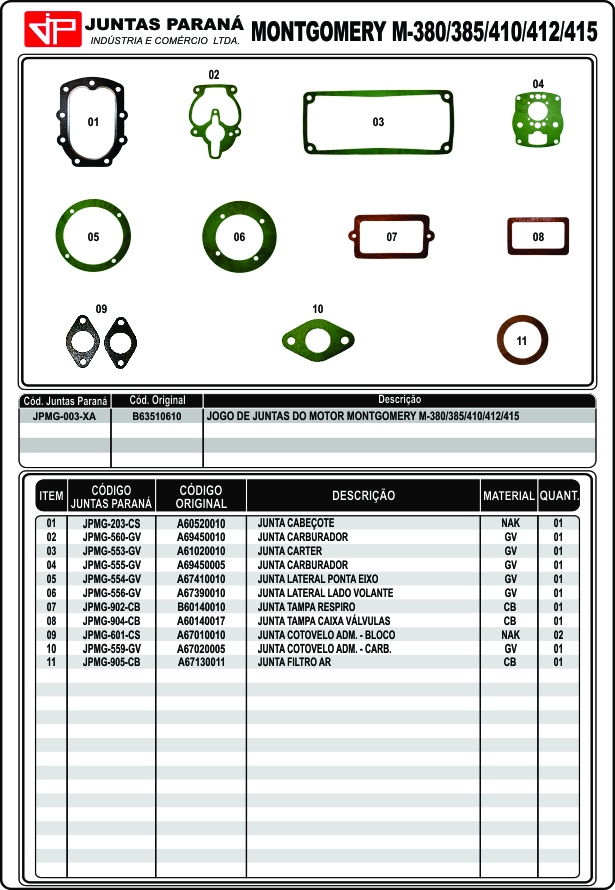 JP JUNTAS PARANÁ
INDÚSTRIA E COMÉRCIO LTDA.
MONTGOMERY M-380/385/410/412/415
01
02
03
04
05
06
07
08
09
10
11
Cód. Juntas Paraná Cód. Original Descrição
JPMG-003-XA B63510610 JOGO DE JUNTAS DO MOTOR MONTGOMERY M-380/385/410/412/415
ITEM CÓDIGO JUNTAS PARANÁ CÓDIGO ORIGINAL DESCRIÇÃO MATERIAL QUANT.
01 JPMG-203-CS A60520010 JUNTA CABEÇOTE NAK 01
02 JPMG-560-GV A69450010 JUNTA CARBURADOR GV 01
03 JPMG-553-GV A61020010 JUNTA CARTER GV 01
04 JPMG-555-GV A69450005 JUNTA CARBURADOR GV 01
05 JPMG-554-GV A67410010 JUNTA LATERAL PONTA EIXO GV 01
06 JPMG-556-GV A67390010 JUNTA LATERAL LADO VOLANTE GV 01
07 JPMG-902-CB B60140010 JUNTA TAMPA RESPIRO CB 01
08 JPMG-904-CB A60140017 JUNTA TAMPA CAIXA VÁLVULAS CB 01
09 JPMG-601-CS A67010010 JUNTA COTOVELO ADM. - BLOCO NAK 02
10 JPMG-559-GV A67020005 JUNTA COTOVELO ADM. - CARB. GV 01
11 JPMG-905-CB A67130011 JUNTA FILTRO AR CB 01